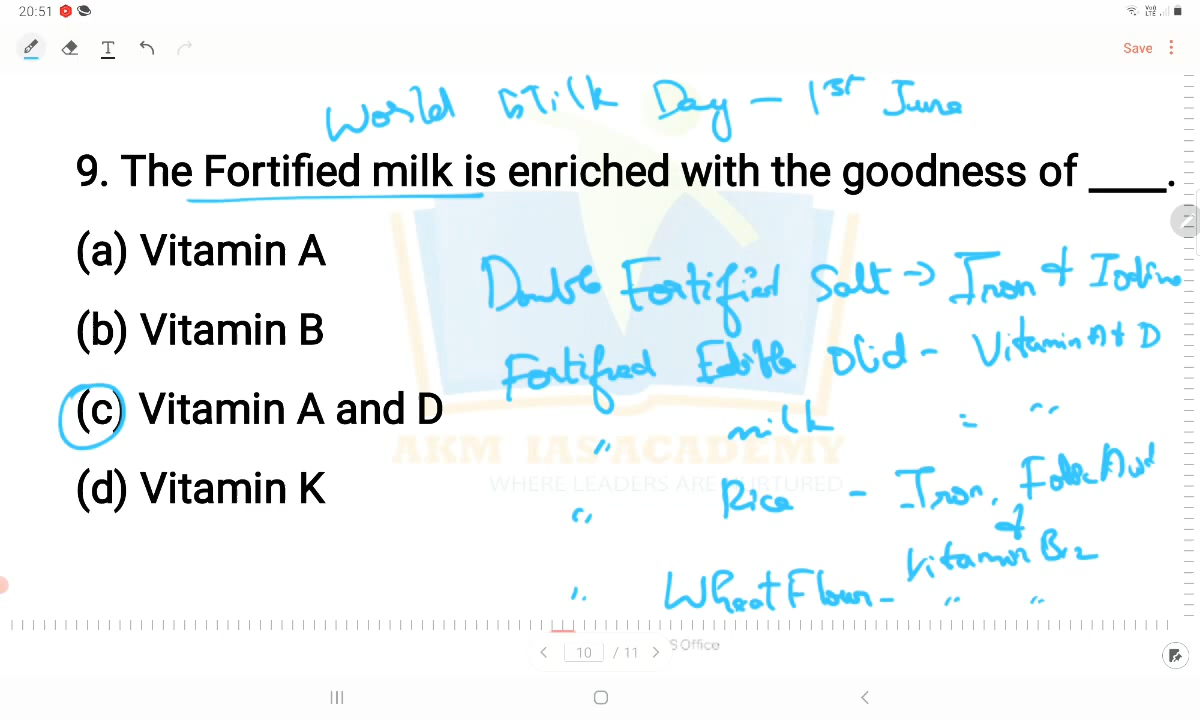 20:51
Save
World Milk Day - 1st June
9. The Fortified milk is enriched with the goodness of ____.
(a) Vitamin A
Double Fortified Salt -> Iron & Iodine
(b) Vitamin B
Fortified Edible Oil - Vitamin A & D
(c) Vitamin A and D
" milk = "
AKM IAS ACADEMY
WHERE LEADERS ARE NURTURED
(d) Vitamin K
" Rice - Iron, Folic Acid
&
Vitamin B12
" Wheat Flour - " "
10 / 11
S Office